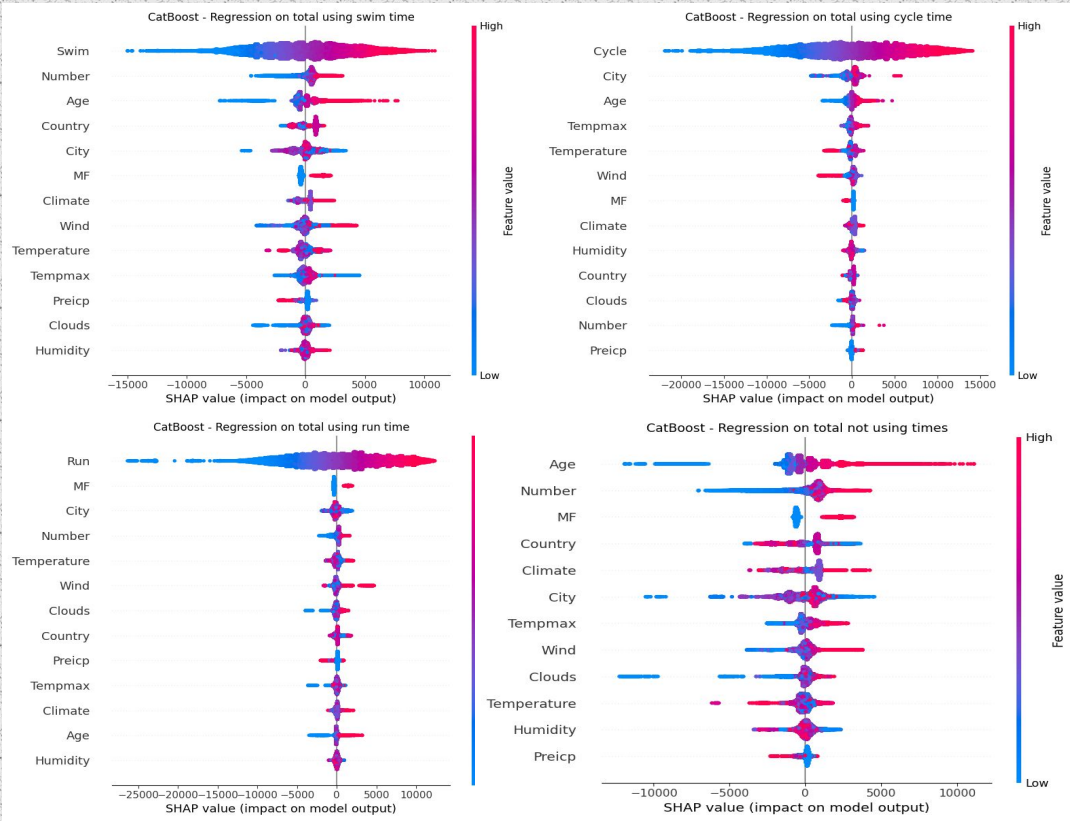 CatBoost - Regression on total using swim time
High
Swim
Number
Age
Country
City
MF
Climate
Wind
Temperature
Tempmax
Preicp
Clouds
Humidity
Feature value
Low
−15000 −10000 −5000 0 5000 10000
SHAP value (impact on model output)
CatBoost - Regression on total using cycle time
High
Cycle
City
Age
Tempmax
Temperature
Wind
MF
Climate
Humidity
Country
Clouds
Number
Preicp
Feature value
Low
−20000 −15000 −10000 −5000 0 5000 10000 15000
SHAP value (impact on model output)
CatBoost - Regression on total using run time
Run
MF
City
Number
Temperature
Wind
Clouds
Country
Preicp
Tempmax
Climate
Age
Humidity
−25000−20000−15000−10000−5000 0 5000 10000
SHAP value (impact on model output)
CatBoost - Regression on total not using times
High
Age
Number
MF
Country
Climate
City
Tempmax
Wind
Clouds
Temperature
Humidity
Preicp
Feature value
Low
−10000 −5000 0 5000 10000
SHAP value (impact on model output)